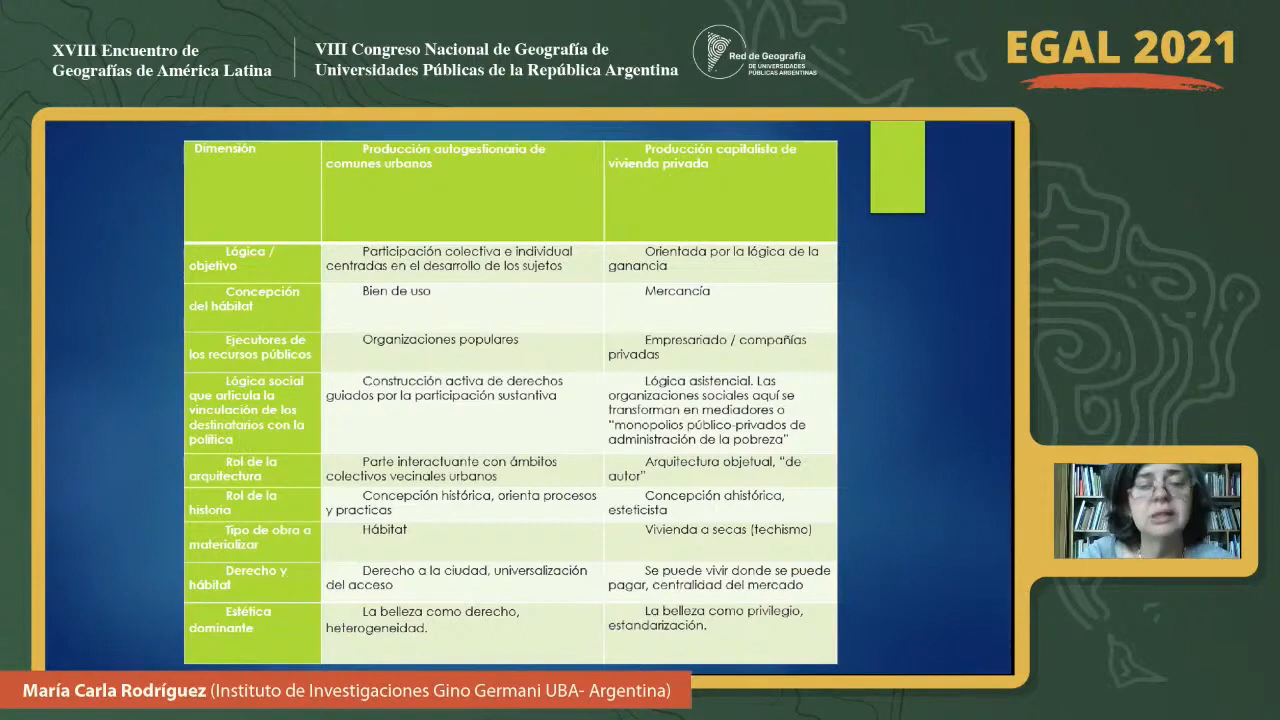 XVIII Encuentro de
Geografías de América Latina
VIII Congreso Nacional de Geografía de
Universidades Públicas de la República Argentina
Red de Geografía
DE UNIVERSIDADES
PÚBLICAS ARGENTINAS
EGAL 2021
Dimensión
Producción autogestionaria de
comunes urbanos
Producción capitalista de
vivienda privada
Lógica /
objetivo
Participación colectiva e individual
centradas en el desarrollo de los sujetos
Orientada por la lógica de la
ganancia
Concepción
del hábitat
Bien de uso
Mercancía
Ejecutores de
los recursos públicos
Organizaciones populares
Empresariado / compañías
privadas
Lógica social
que articula la
vinculación de los
destinatarios con la
política
Construcción activa de derechos
guiados por la participación sustantiva
Lógica asistencial. Las
organizaciones sociales aquí se
transforman en mediadores o
"monopolios público-privados de
administración de la pobreza"
Rol de la
arquitectura
Parte interactuante con ámbitos
colectivos vecinales urbanos
Arquitectura objetual, "de
autor"
Rol de la
historia
Concepción histórica, orienta procesos
y practicas
Concepción ahistórica,
esteticista
Tipo de obra a
materializar
Hábitat
Vivienda a secas (techismo)
Derecho y
hábitat
Derecho a la ciudad, universalización
del acceso
Se puede vivir donde se puede
pagar, centralidad del mercado
Estética
dominante
La belleza como derecho,
heterogeneidad.
La belleza como privilegio,
estandarización.
María Carla Rodríguez (Instituto de Investigaciones Gino Germani UBA- Argentina)